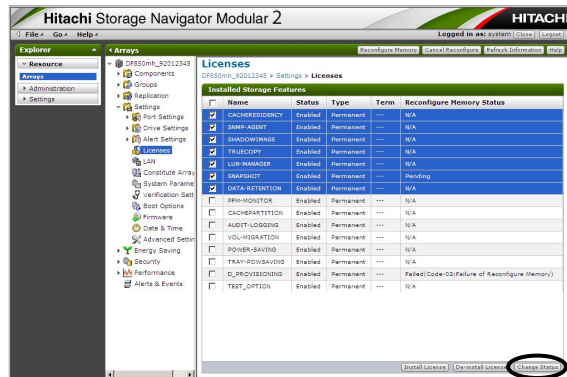 Hitachi Storage Navigator Modular 2
HITACHI
File Go Help
Logged in as: system Close Logout
Explorer
Resource
Arrays
Administration
Settings
Arrays
DF850mh_92012345
Components
Groups
Replication
Settings
Port Settings
Drive Settings
Alert Settings
Licenses
LAN
Constitute Array
System Parame
Verification Sett
Boot Options
Firmware
Date & Time
Advanced Settin
Energy Saving
Security
Performance
Alerts & Events
Reconfigure Memory Cancel Reconfigure Refresh Information Help
Licenses
DF850mh_92012345 > Settings > Licenses
Installed Storage Features
Name Status Type Term Reconfigure Memory Status
CACHERESIDENCY Enabled Permanent --- N/A
SNMP-AGENT Enabled Permanent --- N/A
SHADOWIMAGE Enabled Permanent --- N/A
TRUECOPY Enabled Permanent --- N/A
LUN-MANAGER Enabled Permanent --- N/A
SNAPSHOT Enabled Permanent --- Pending
DATA-RETENTION Enabled Permanent --- N/A
PFM-MONITOR Enabled Permanent --- N/A
CACHEPARTITION Enabled Permanent --- N/A
AUDIT-LOGGING Enabled Permanent --- N/A
VOL-MIGRATION Enabled Permanent --- N/A
POWER-SAVING Enabled Permanent --- N/A
TRAY-POWSAVING Enabled Permanent --- N/A
D_PROVISIONING Enabled Permanent --- Failed(Code-03:Failure of Reconfigure Memory)
TEST_OPTION Enabled Permanent --- N/A
Install License De-install License Change Status